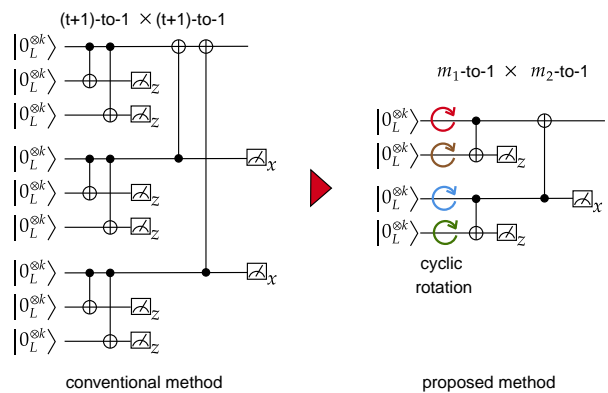 (t+1)-to-1 × (t+1)-to-1
|0_L^{⊗k}⟩
|0_L^{⊗k}⟩ z
|0_L^{⊗k}⟩ z
|0_L^{⊗k}⟩ x
|0_L^{⊗k}⟩ z
|0_L^{⊗k}⟩ z
|0_L^{⊗k}⟩ x
|0_L^{⊗k}⟩ z
|0_L^{⊗k}⟩ z
conventional method
m_1-to-1 × m_2-to-1
|0_L^{⊗k}⟩
|0_L^{⊗k}⟩ z
|0_L^{⊗k}⟩ x
|0_L^{⊗k}⟩ z
cyclic
rotation
proposed method